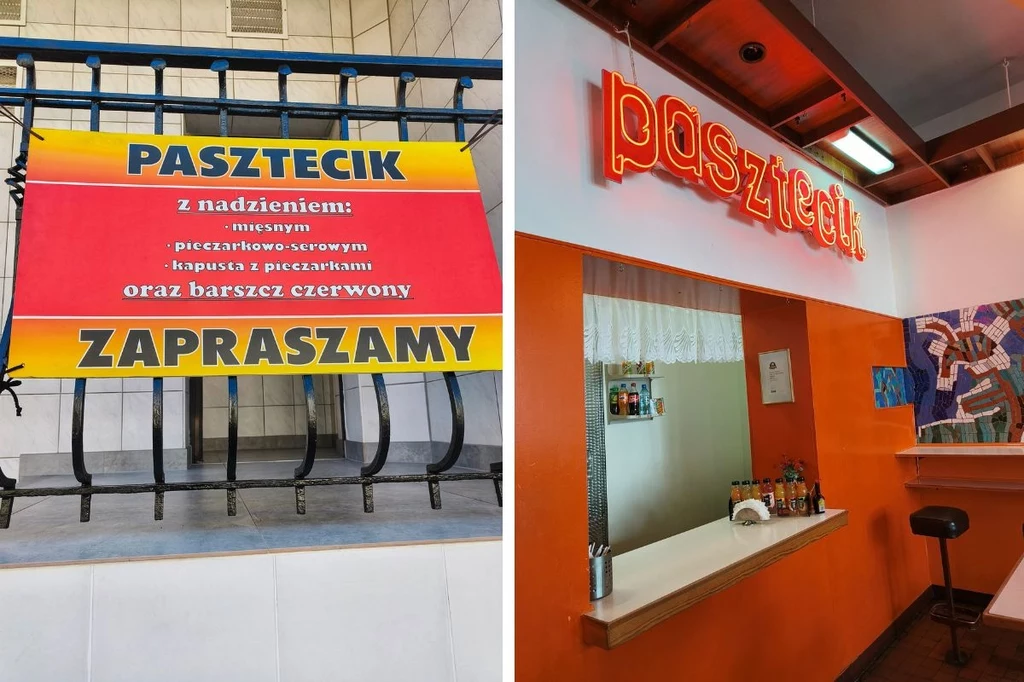 PASZTECIK
z nadzieniem:
· mięsnym
· pieczarkowo-serowym
· kapusta z pieczarkami
oraz barszcz czerwony
ZAPRASZAMY
pasztecik